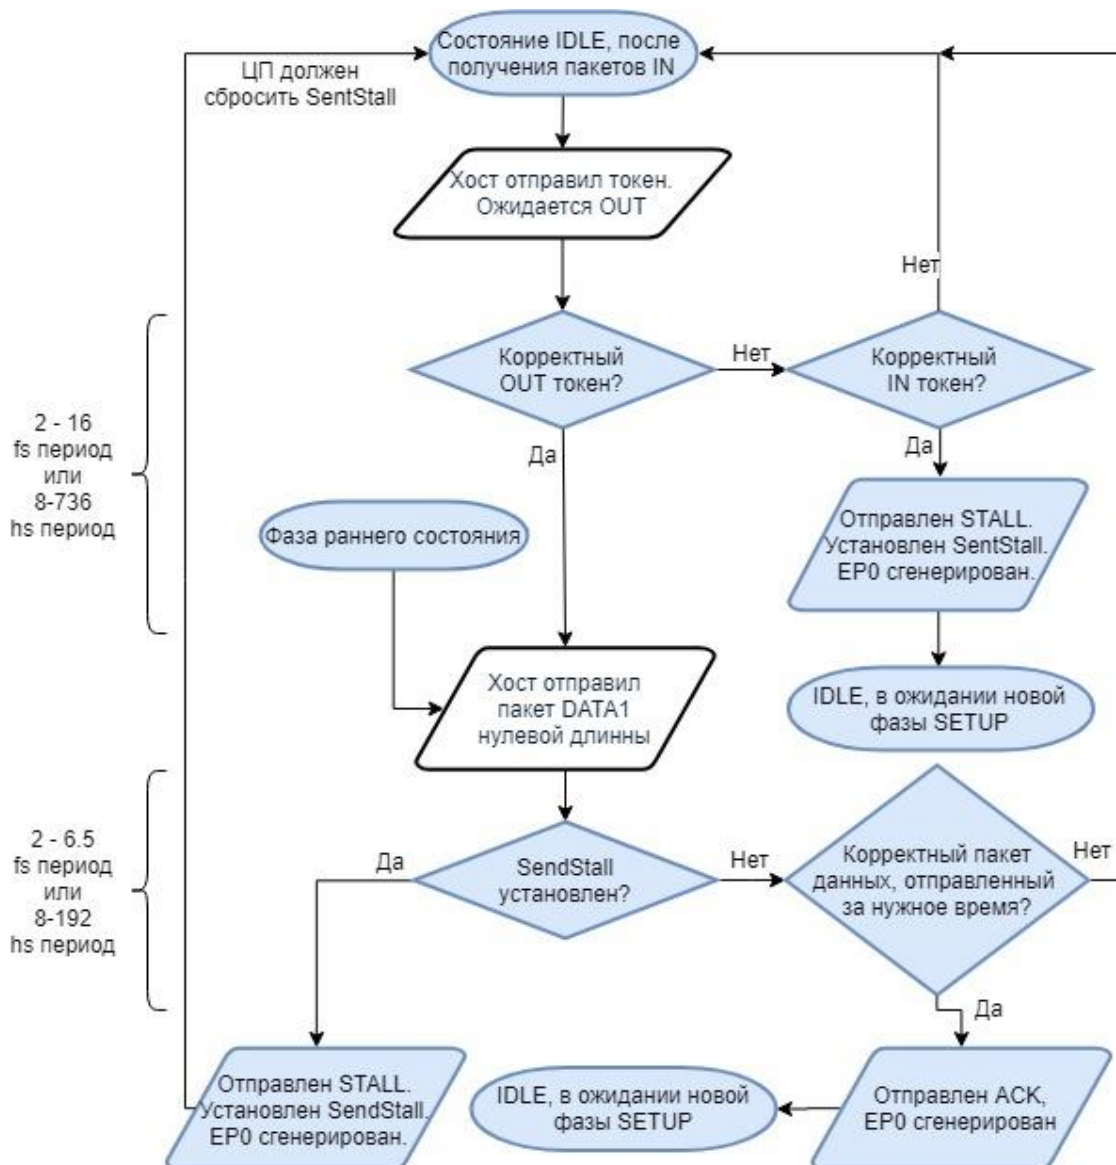 Состояние IDLE, после
получения пакетов IN
ЦП должен
сбросить SentStall
Хост отправил токен.
Ожидается OUT
Нет
Корректный
OUT токен?
Нет
Корректный
IN токен?
2 - 16
fs период
или
8-736
hs период
Да
Да
Фаза раннего состояния
Отправлен STALL.
Установлен SentStall.
EP0 сгенерирован.
Хост отправил
пакет DATA1
нулевой длинны
IDLE, в ожидании новой
фазы SETUP
2 - 6.5
fs период
или
8-192
hs период
Да
SendStall
установлен?
Нет
Корректный пакет
данных, отправленный
за нужное время?
Нет
Да
Отправлен STALL.
Установлен SendStall.
EP0 сгенерирован.
IDLE, в ожидании новой
фазы SETUP
Отправлен ACK,
EP0 сгенерирован